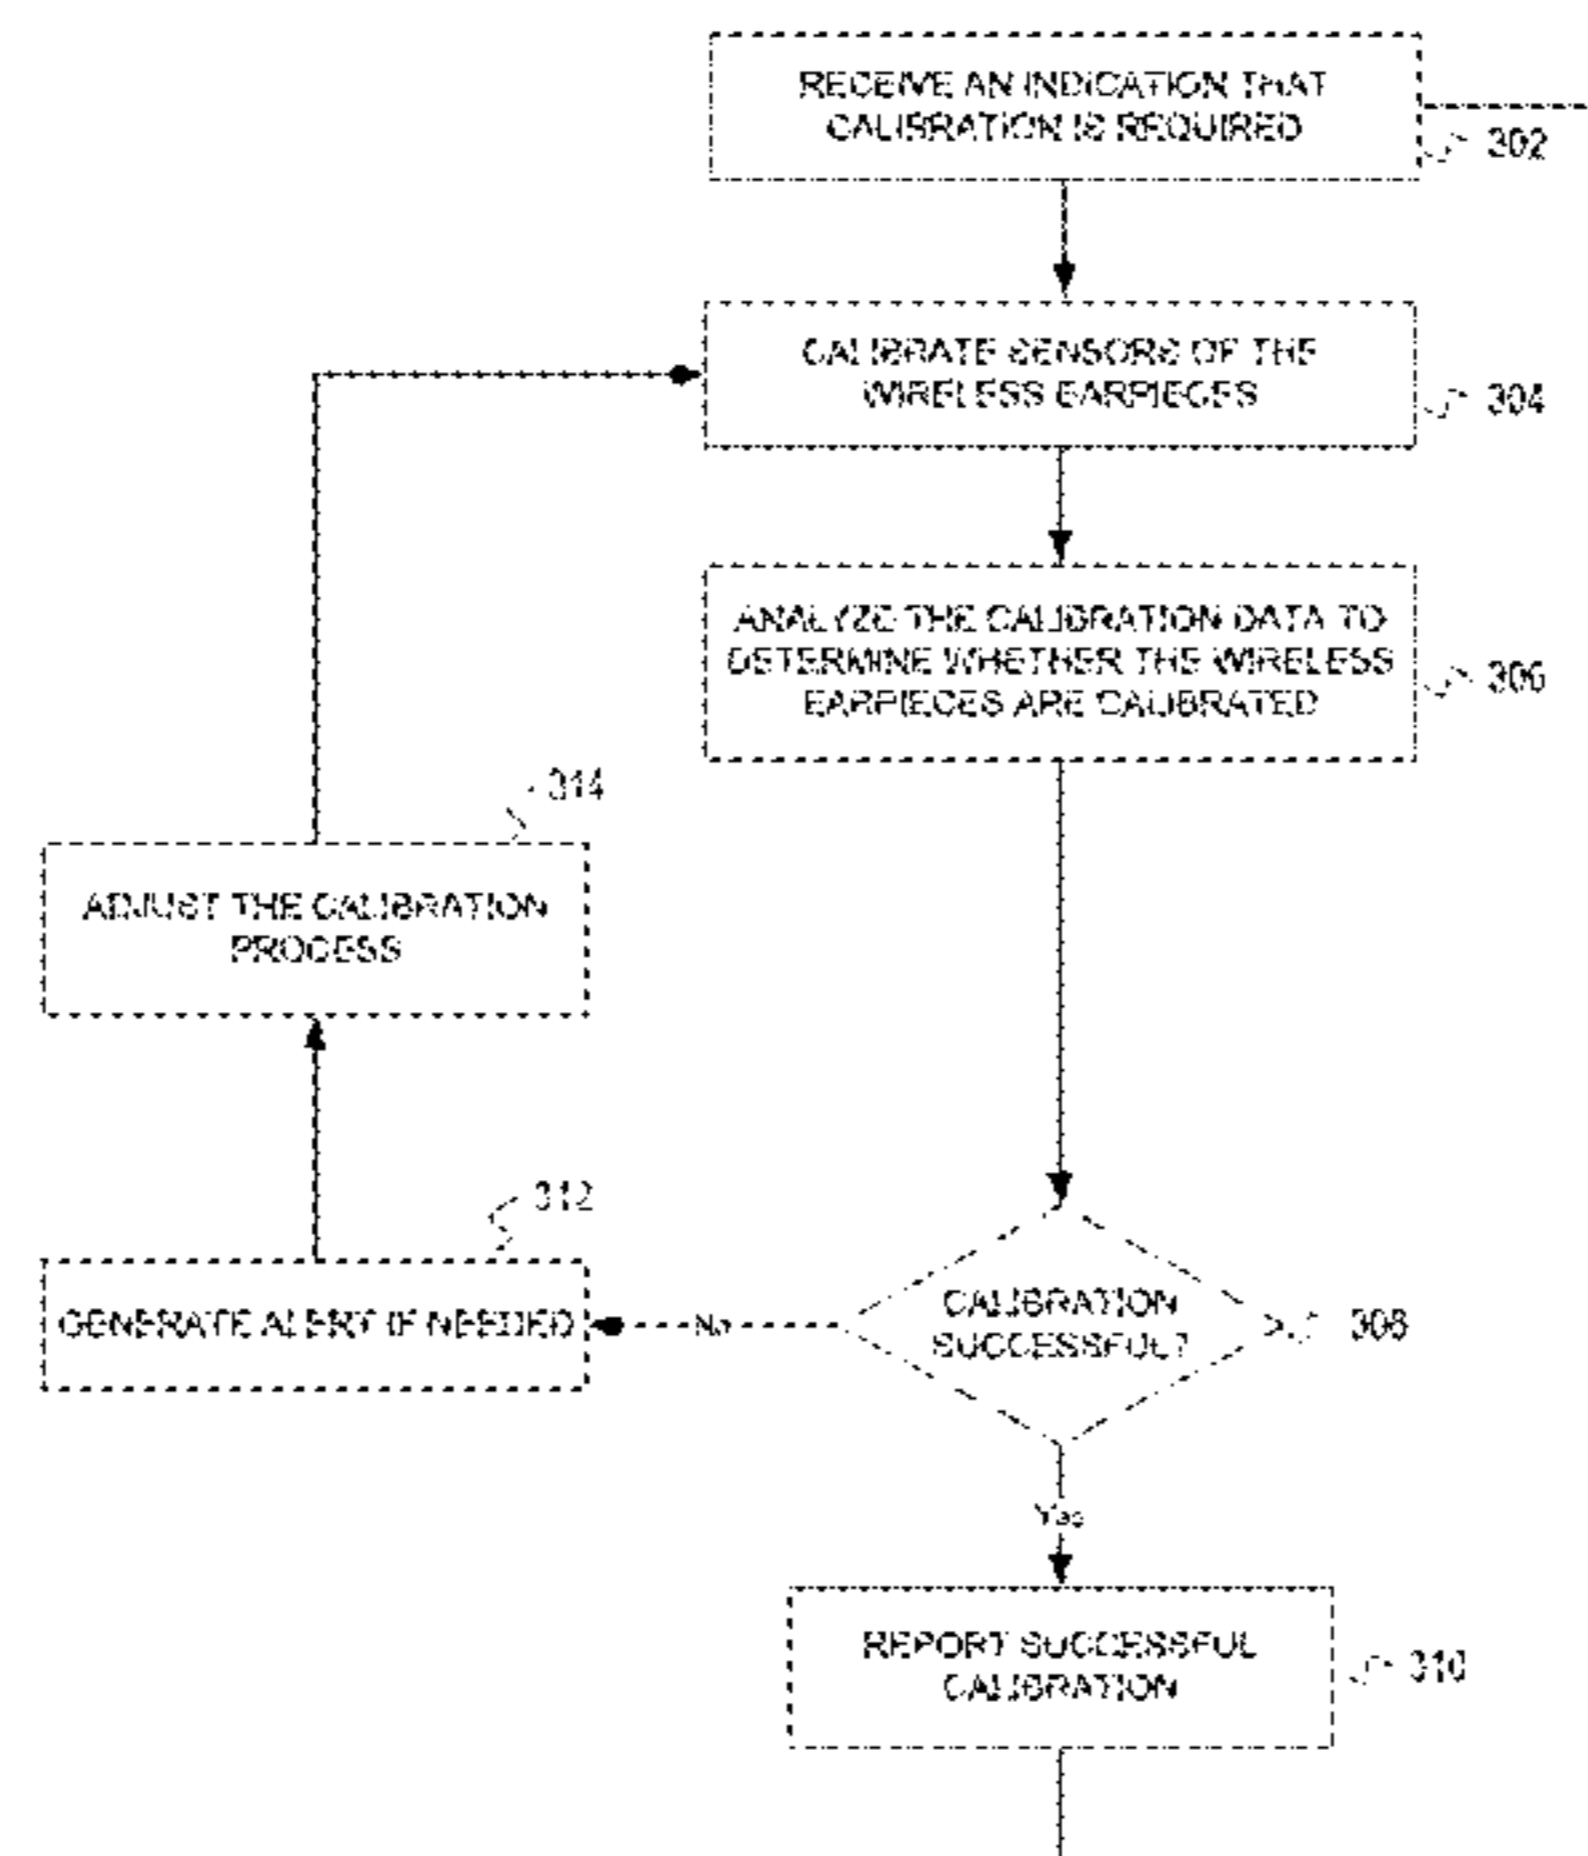 RECEIVE AN INDICATION THAT
CALIBRATION IS REQUIRED
302
CALIBRATE SENSORS OF THE
WIRELESS EARPIECES
304
ANALYZE THE CALIBRATION DATA TO
DETERMINE WHETHER THE WIRELESS
EARPIECES ARE CALIBRATED
306
314
ADJUST THE CALIBRATION
PROCESS
312
GENERATE ALERT IF NEEDED
No
CALIBRATION
SUCCESSFUL?
308
Yes
REPORT SUCCESSFUL
CALIBRATION
310